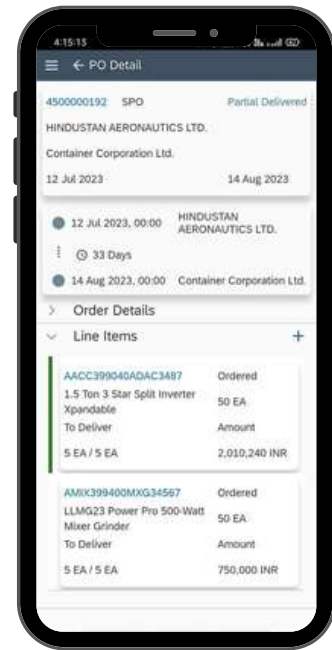 4:15:15
← PO Detail
4500000192 SPO Partial Delivered
HINDUSTAN AERONAUTICS LTD.
Container Corporation Ltd.
12 Jul 2023 14 Aug 2023
12 Jul 2023, 00:00 HINDUSTAN
AERONAUTICS LTD.
33 Days
14 Aug 2023, 00:00 Container Corporation Ltd.
> Order Details
Line Items +
AACC399040ADAC3487 Ordered
1.5 Ton 3 Star Split Inverter
Xpandable 50 EA
To Deliver Amount
5 EA / 5 EA 2,010,240 INR
AMIX399400MXG34567 Ordered
LLMG23 Power Pro 500-Watt
Mixer Grinder 50 EA
To Deliver Amount
5 EA / 5 EA 750,000 INR